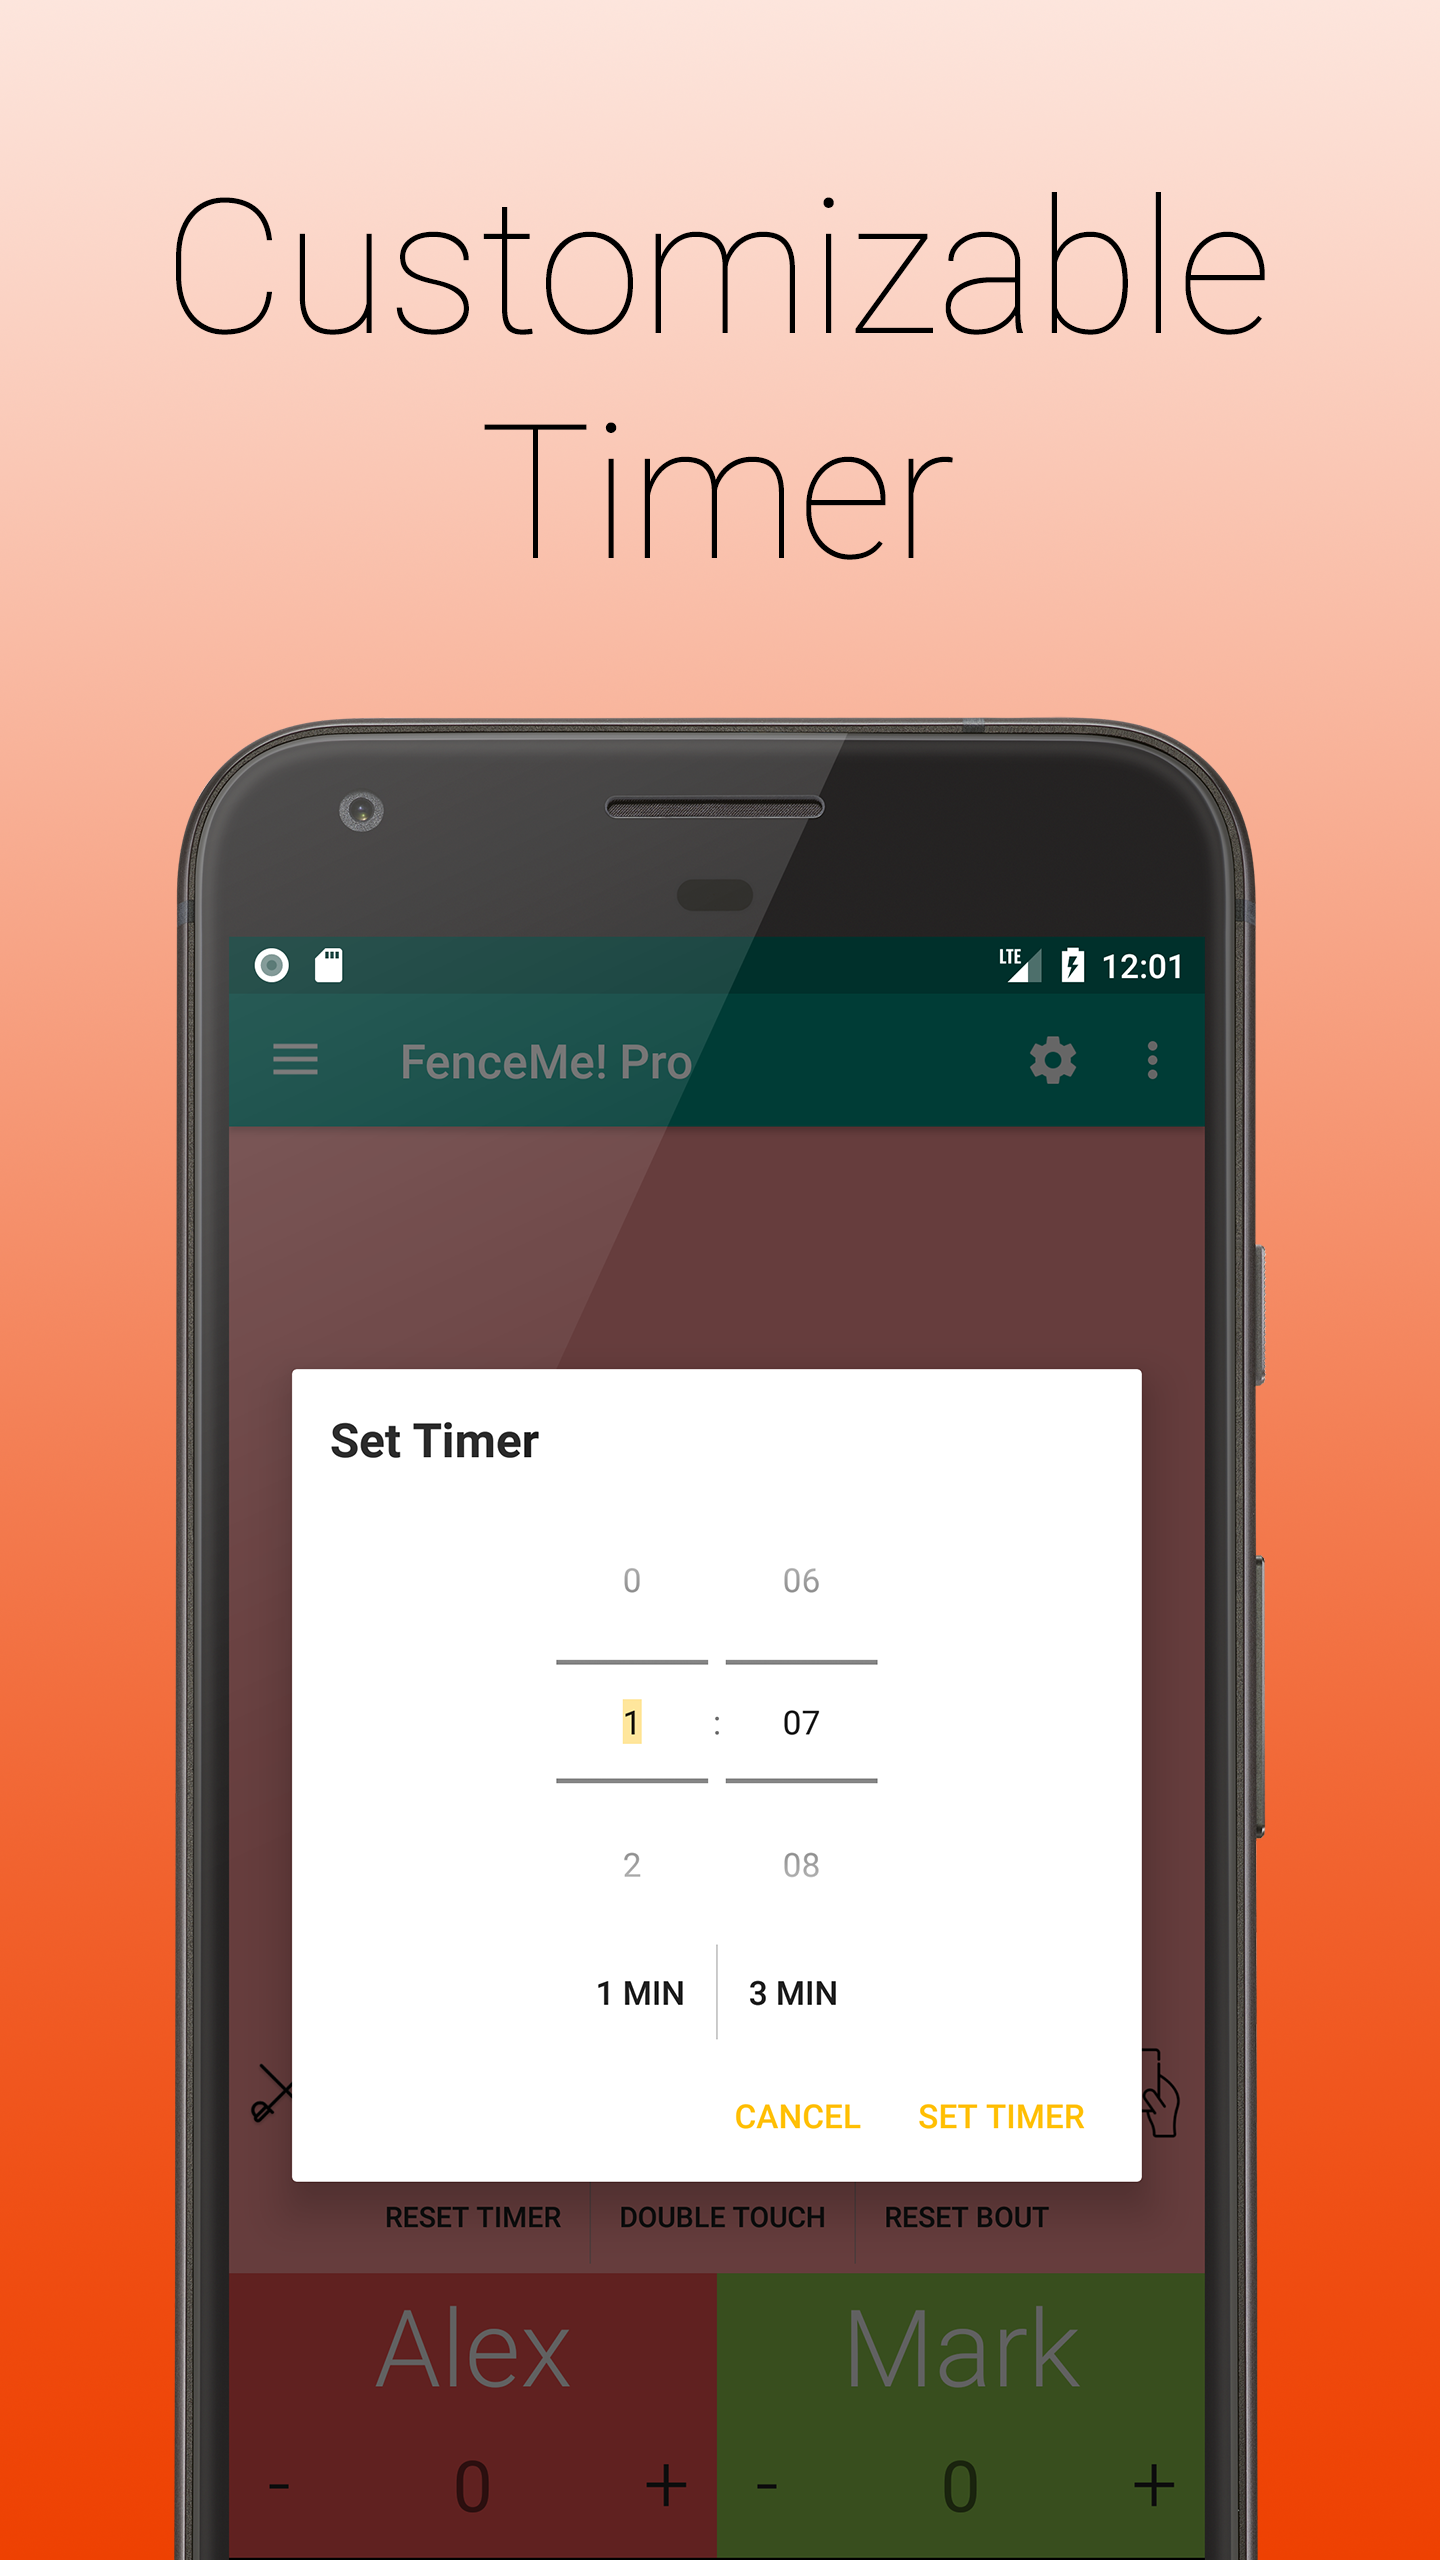 Customizable
Timer
LTE 12:01
FenceMe! Pro
Set Timer
0 06
1 : 07
2 08
1 MIN 3 MIN
CANCEL SET TIMER
RESET TIMER DOUBLE TOUCH RESET BOUT
Alex Mark
- 0 + - 0 +